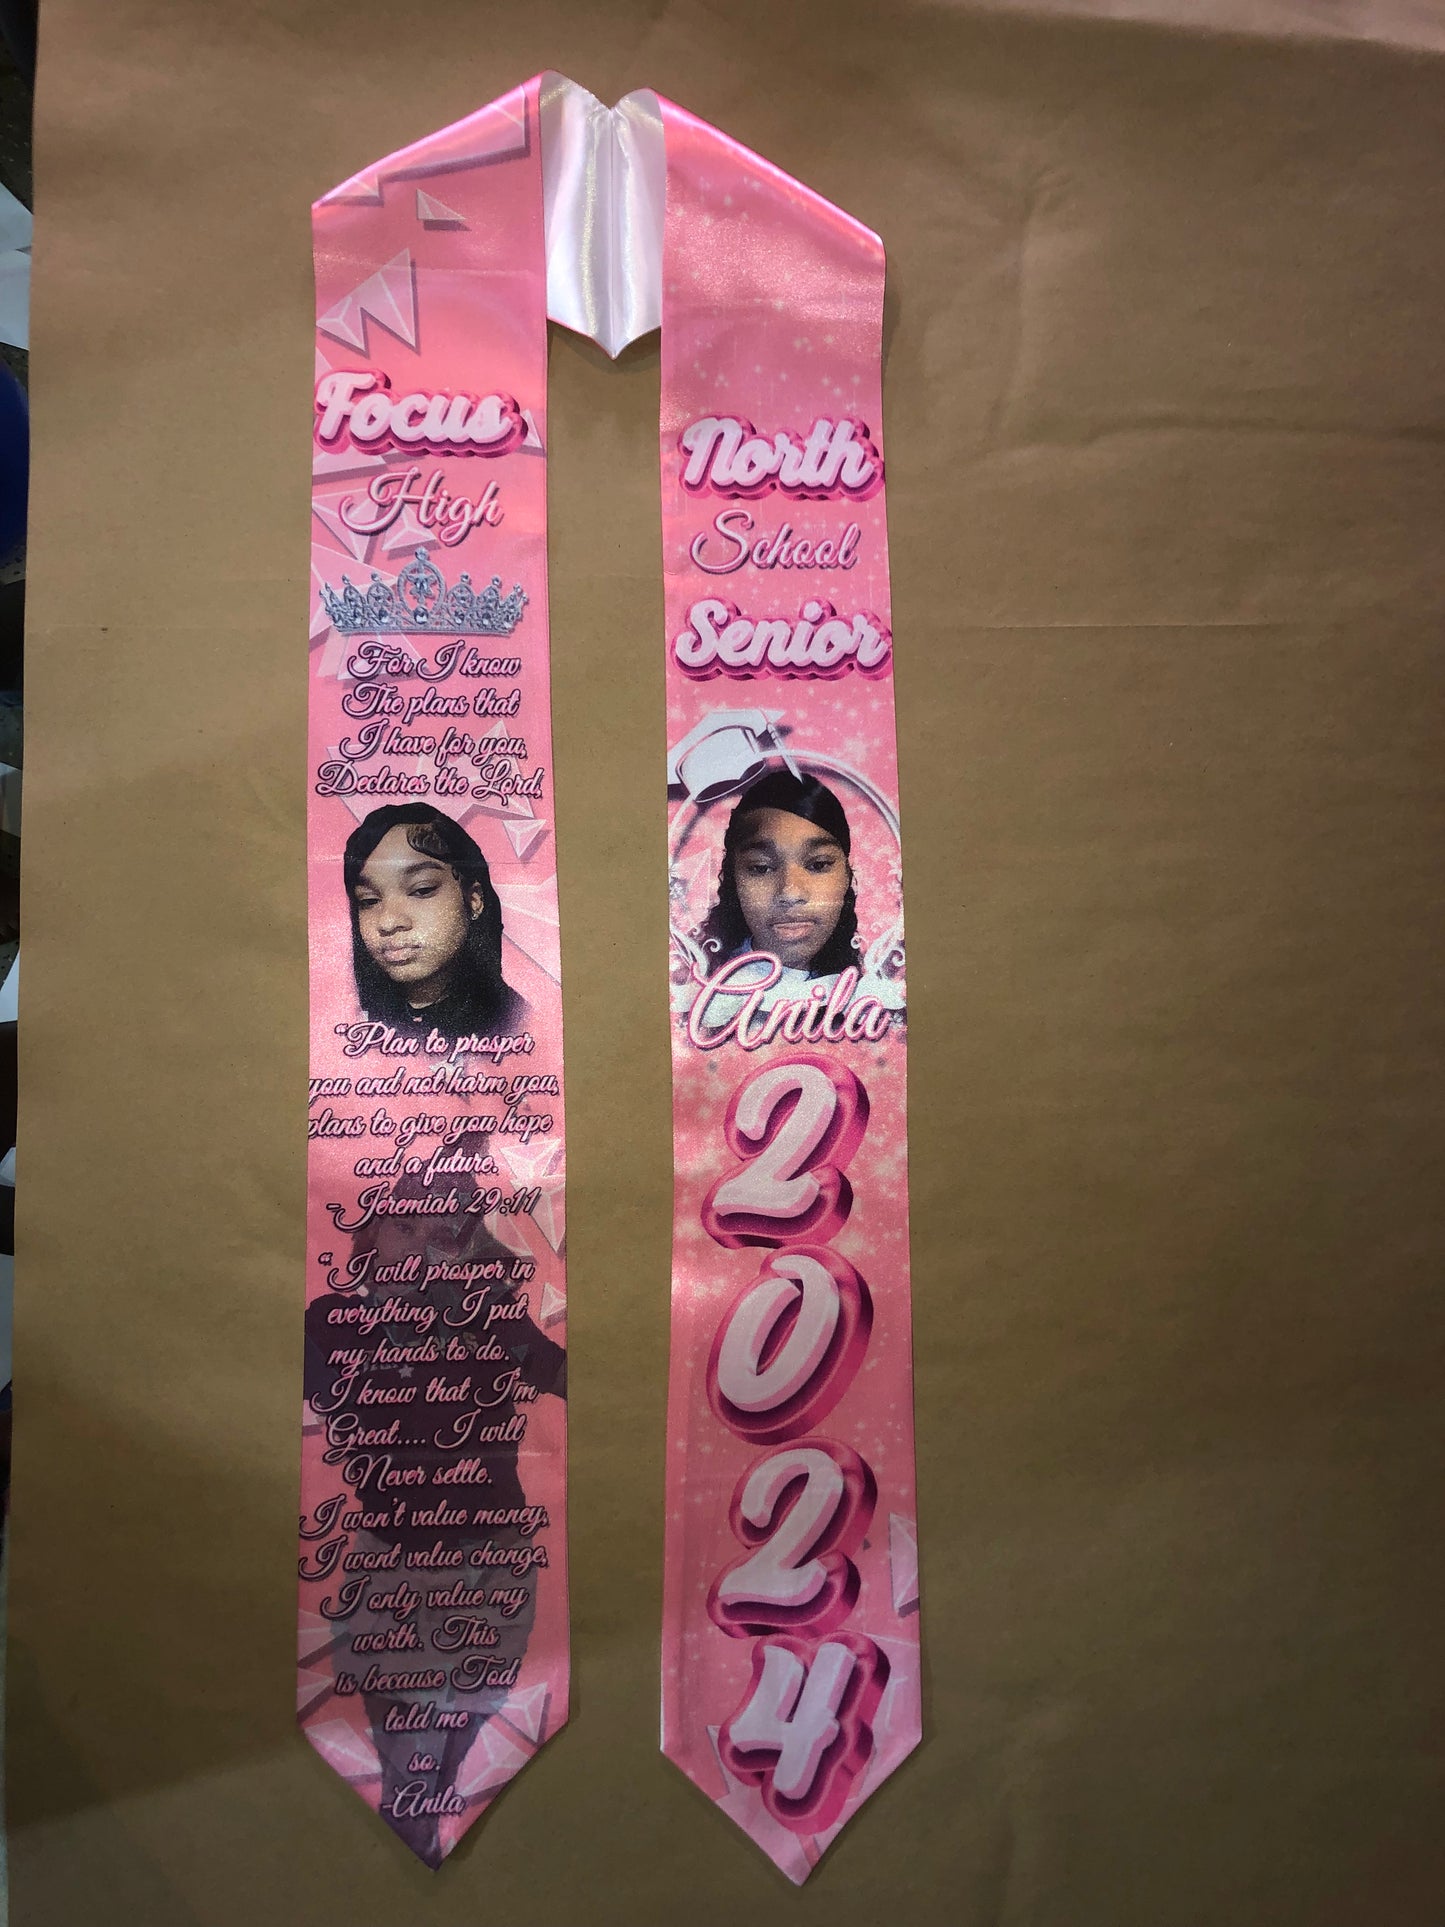 Focus
High
For I know
The plans that
I have for you,
Declares the Lord,
"Plan to prosper
you and not harm you,
plans to give you hope
and a future.
-Jeremiah 29:11
"I will prosper in
everything I put
my hands to do.
I know that I'm
Great.... I will
Never settle.
I won't value money,
I wont value change,
I only value my
worth. This
is because Tod
told me
so.
-Anila
North
School
Senior
Anila
2
0
2
4